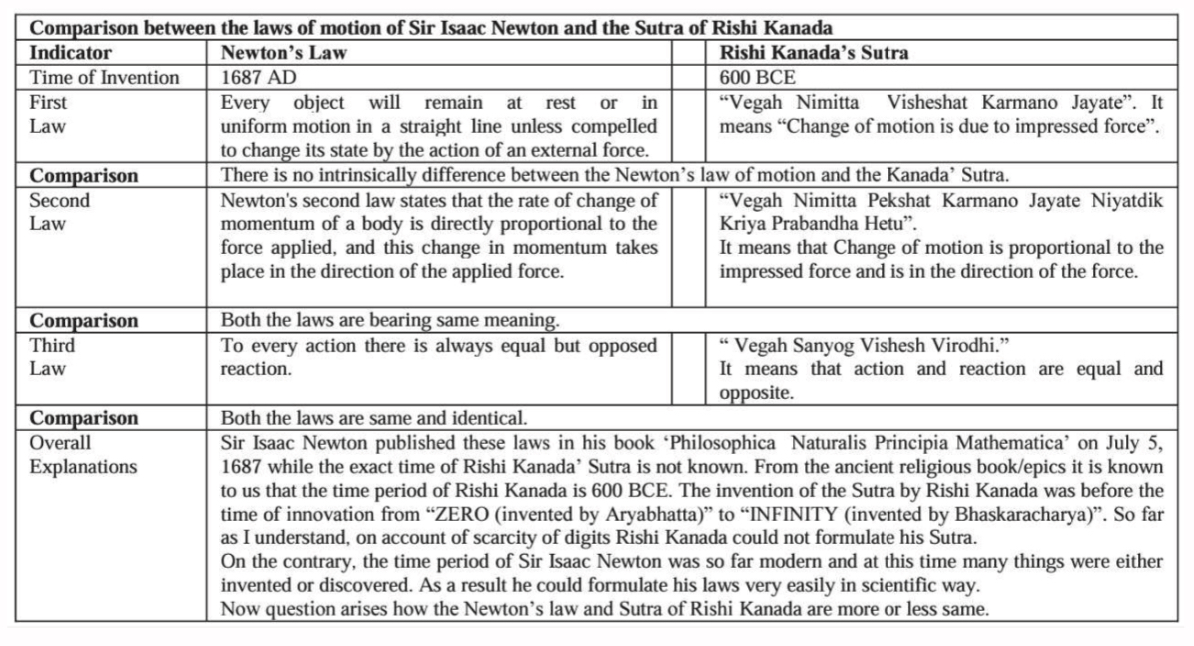 Comparison between the laws of motion of Sir Isaac Newton and the Sutra of Rishi Kanada
Indicator Newton's Law Rishi Kanada's Sutra
Time of Invention 1687 AD 600 BCE
First Every object will remain at rest or in "Vegah Nimitta Visheshat Karmano Jayate". It
Law uniform motion in a straight line unless compelled means "Change of motion is due to impressed force".
to change its state by the action of an external force.
Comparison There is no intrinsically difference between the Newton's law of motion and the Kanada' Sutra.
Second Newton's second law states that the rate of change of "Vegah Nimitta Pekshat Karmano Jayate Niyatdik
Law momentum of a body is directly proportional to the Kriya Prabandha Hetu".
force applied, and this change in momentum takes It means that Change of motion is proportional to the
place in the direction of the applied force. impressed force and is in the direction of the force.
Comparison Both the laws are bearing same meaning.
Third To every action there is always equal but opposed " Vegah Sanyog Vishesh Virodhi."
Law reaction. It means that action and reaction are equal and
opposite.
Comparison Both the laws are same and identical.
Overall Sir Isaac Newton published these laws in his book 'Philosophica Naturalis Principia Mathematica' on July 5,
Explanations 1687 while the exact time of Rishi Kanada' Sutra is not known. From the ancient religious book/epics it is known
to us that the time period of Rishi Kanada is 600 BCE. The invention of the Sutra by Rishi Kanada was before the
time of innovation from "ZERO (invented by Aryabhatta)" to "INFINITY (invented by Bhaskaracharya)". So far
as I understand, on account of scarcity of digits Rishi Kanada could not formulate his Sutra.
On the contrary, the time period of Sir Isaac Newton was so far modern and at this time many things were either
invented or discovered. As a result he could formulate his laws very easily in scientific way.
Now question arises how the Newton's law and Sutra of Rishi Kanada are more or less same.